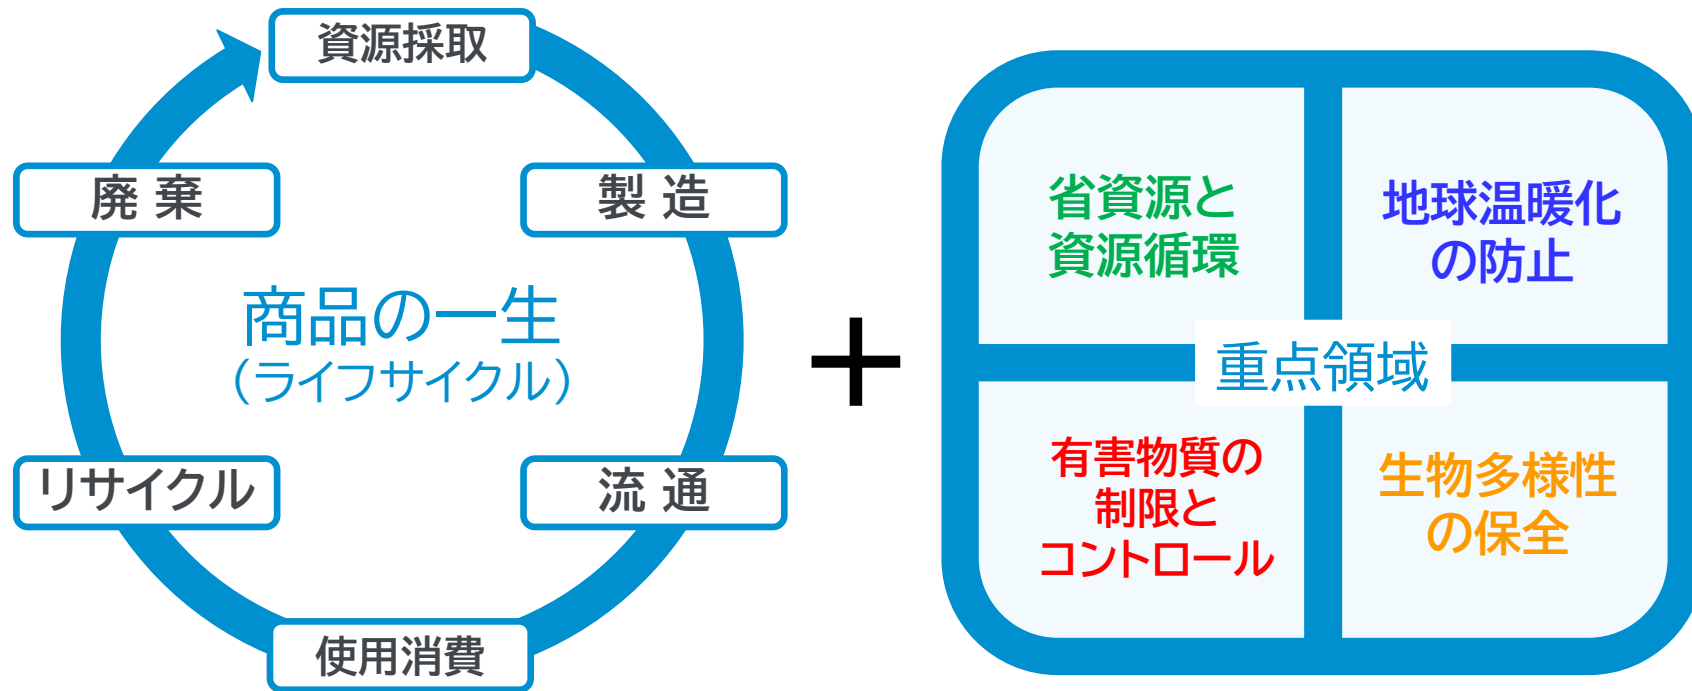 資源採取
製 造
流 通
使用消費
リサイクル
廃 棄
商品の一生
（ライフサイクル）
＋
省資源と
資源循環
地球温暖化
の防止
重点領域
有害物質の
制限と
コントロール
生物多様性
の保全